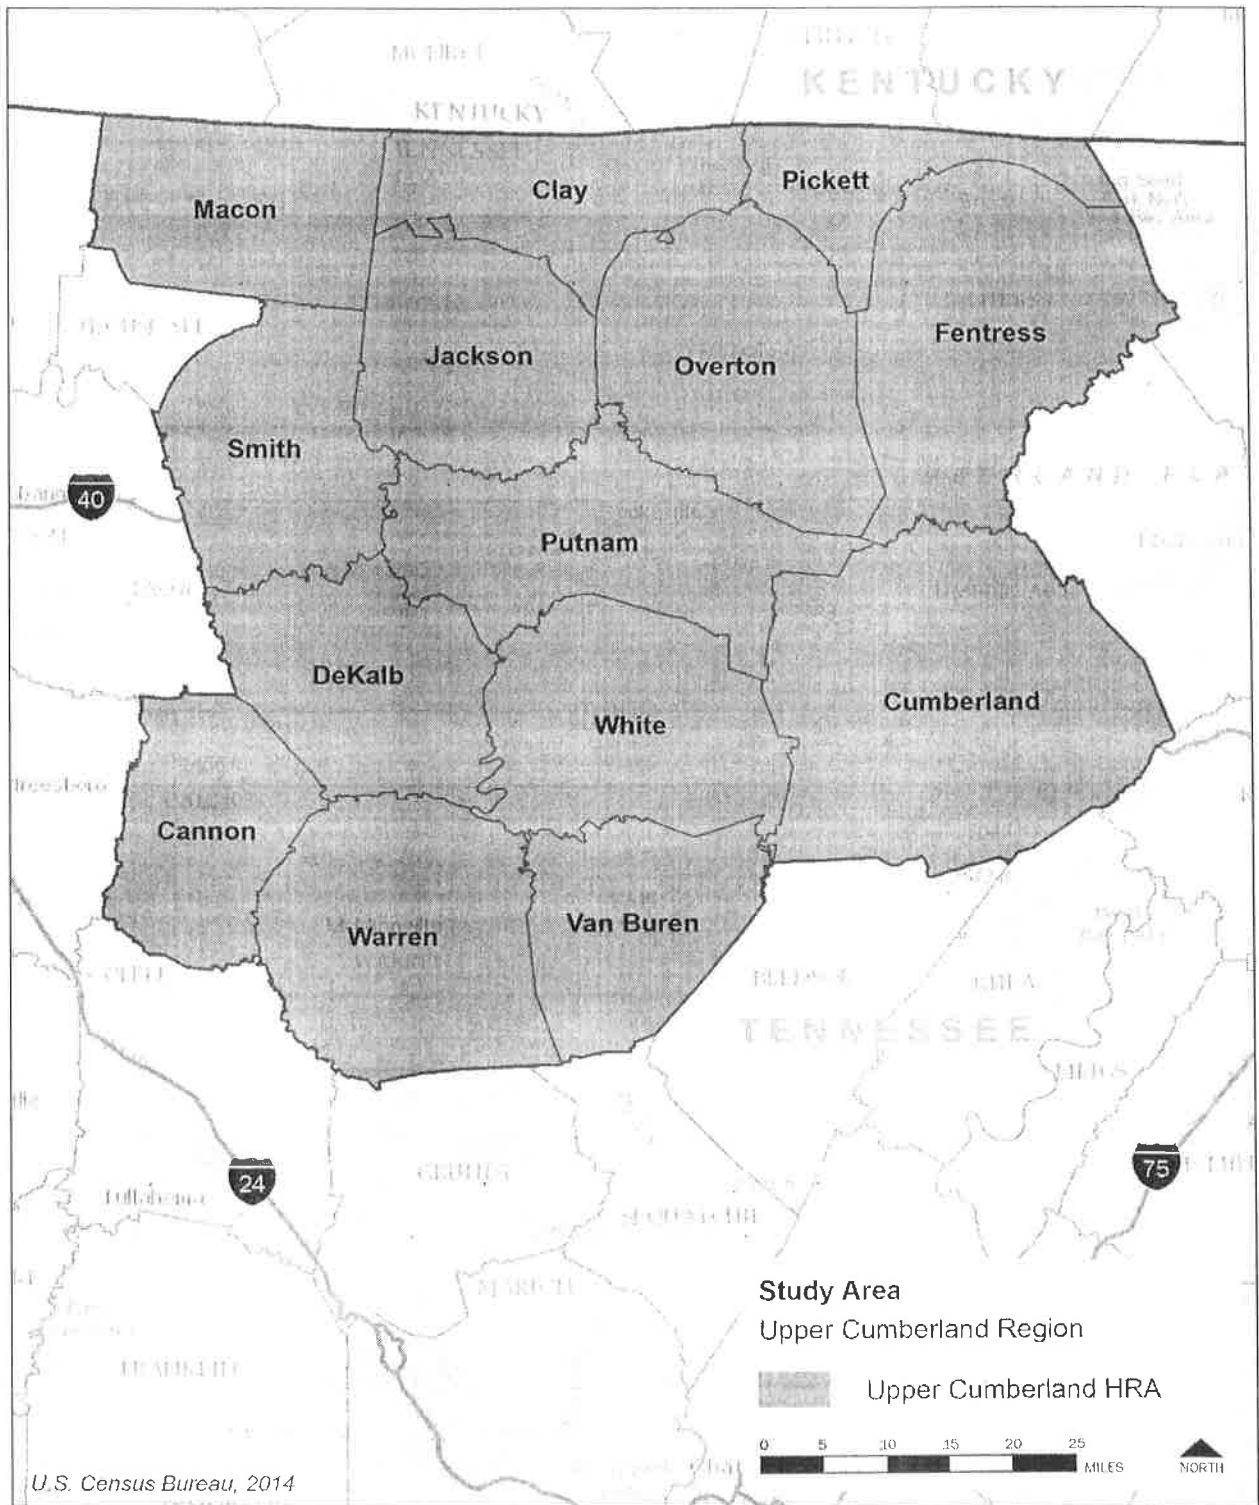 KENTUCKY
KENTUCKY
Macon
Clay
Pickett
Fentress
Jackson
Overton
Smith
40
Putnam
DeKalb
White
Cumberland
Cannon
Warren
Van Buren
TENNESSEE
24
75
Study Area
Upper Cumberland Region
Upper Cumberland HRA
0 5 10 15 20 25
MILES
NORTH
U.S. Census Bureau, 2014